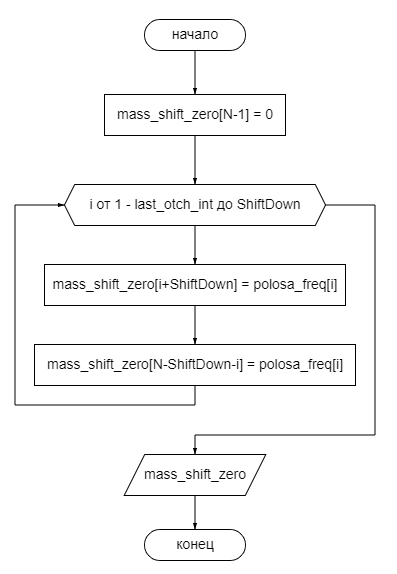 начало
mass_shift_zero[N-1] = 0
i от 1 - last_otch_int до ShiftDown
mass_shift_zero[i+ShiftDown] = polosa_freq[i]
mass_shift_zero[N-ShiftDown-i] = polosa_freq[i]
mass_shift_zero
конец